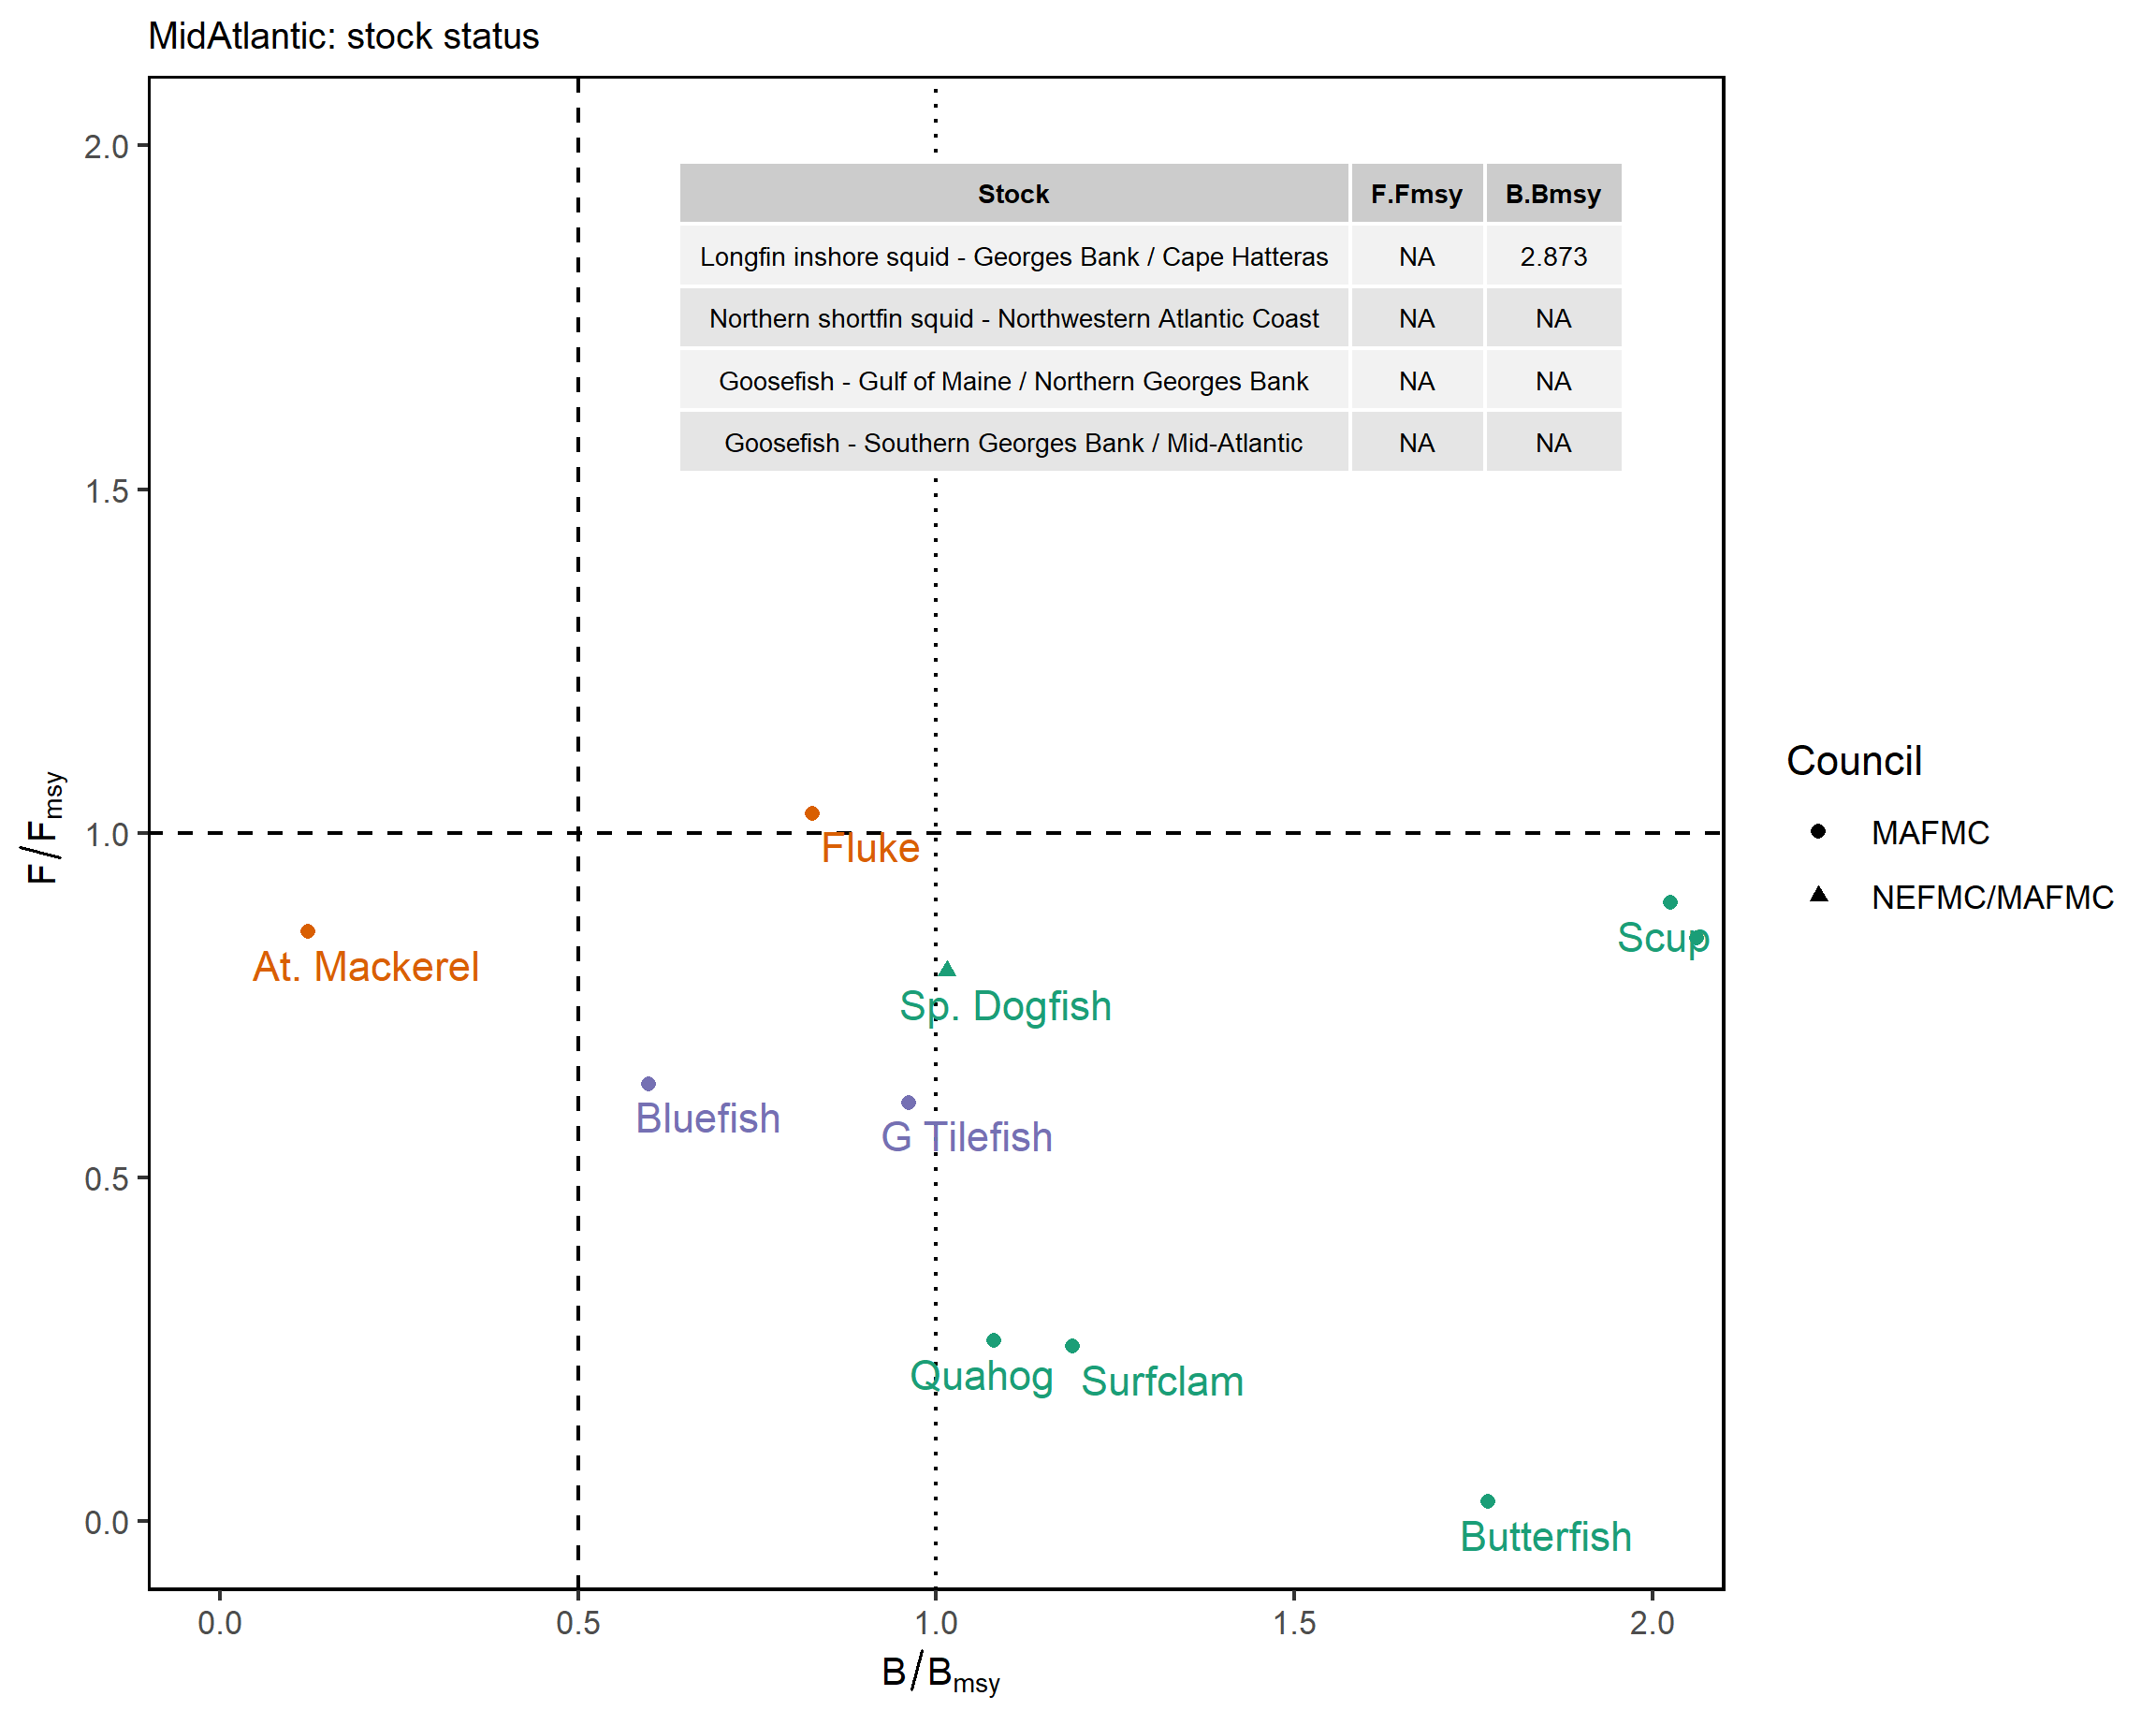 MidAtlantic: stock status
2.0
1.5
1.0
0.5
0.0
F/Fmsy
Stock F.Fmsy B.Bmsy
Longfin inshore squid - Georges Bank / Cape Hatteras NA 2.873
Northern shortfin squid - Northwestern Atlantic Coast NA NA
Goosefish - Gulf of Maine / Northern Georges Bank NA NA
Goosefish - Southern Georges Bank / Mid-Atlantic NA NA
Fluke
Scup
At. Mackerel
Sp. Dogfish
Bluefish
G Tilefish
Quahog
Surfclam
Butterfish
0.0 0.5 1.0 1.5 2.0
B/Bmsy
Council
MAFMC
NEFMC/MAFMC